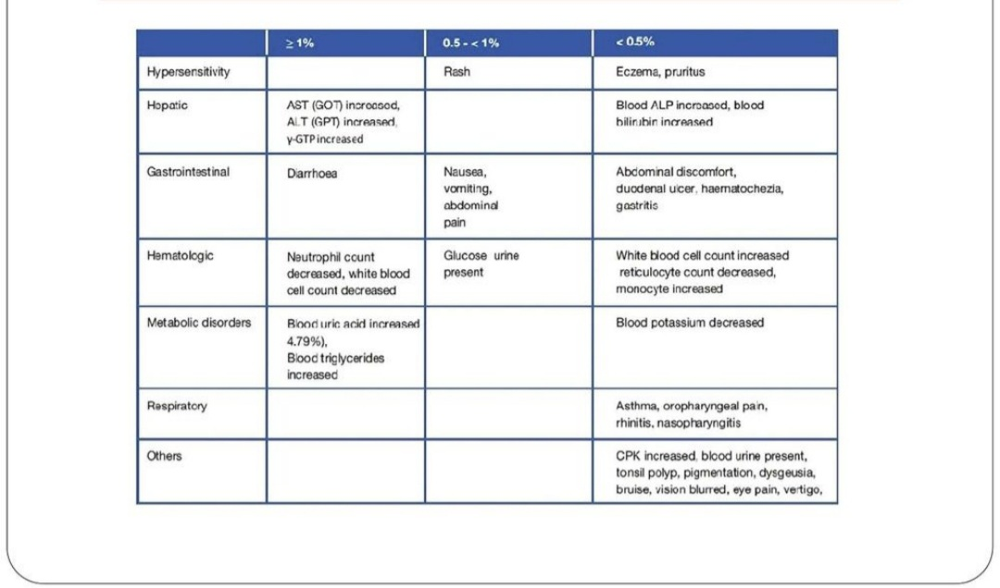 ≥ 1% 0.5 - < 1% < 0.5%
Hypersensitivity Rash Eczema, pruritus
Hepatic AST (GOT) increased, Blood ALP increased, blood
ALT (GPT) increased, bilirubin increased
γ-GTP increased
Gastrointestinal Diarrhoea Nausea, Abdominal discomfort,
vomiting, duodenal ulcer, haematochezia,
abdominal gastritis
pain
Hematologic Neutrophil count Glucose urine White blood cell count increased
decreased, white blood present reticulocyte count decreased,
cell count decreased monocyte increased
Metabolic disorders Blood uric acid increased Blood potassium decreased
4.79%),
Blood triglycerides
increased
Respiratory Asthma, oropharyngeal pain,
rhinitis, nasopharyngitis
Others CPK increased, blood urine present,
tonsil polyp, pigmentation, dysgeusia,
bruise, vision blurred, eye pain, vertigo,